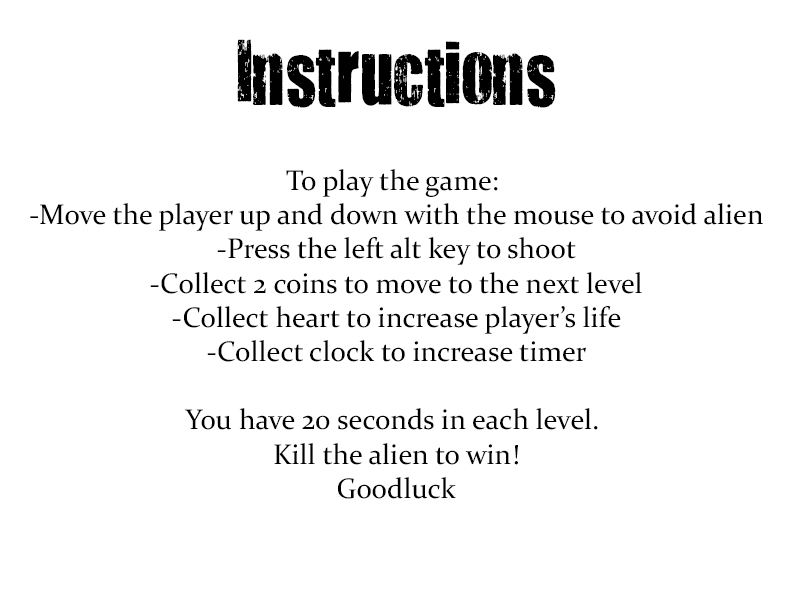 Instructions
To play the game:
-Move the player up and down with the mouse to avoid alien
-Press the left alt key to shoot
-Collect 2 coins to move to the next level
-Collect heart to increase player’s life
-Collect clock to increase timer
You have 20 seconds in each level.
Kill the alien to win!
Goodluck